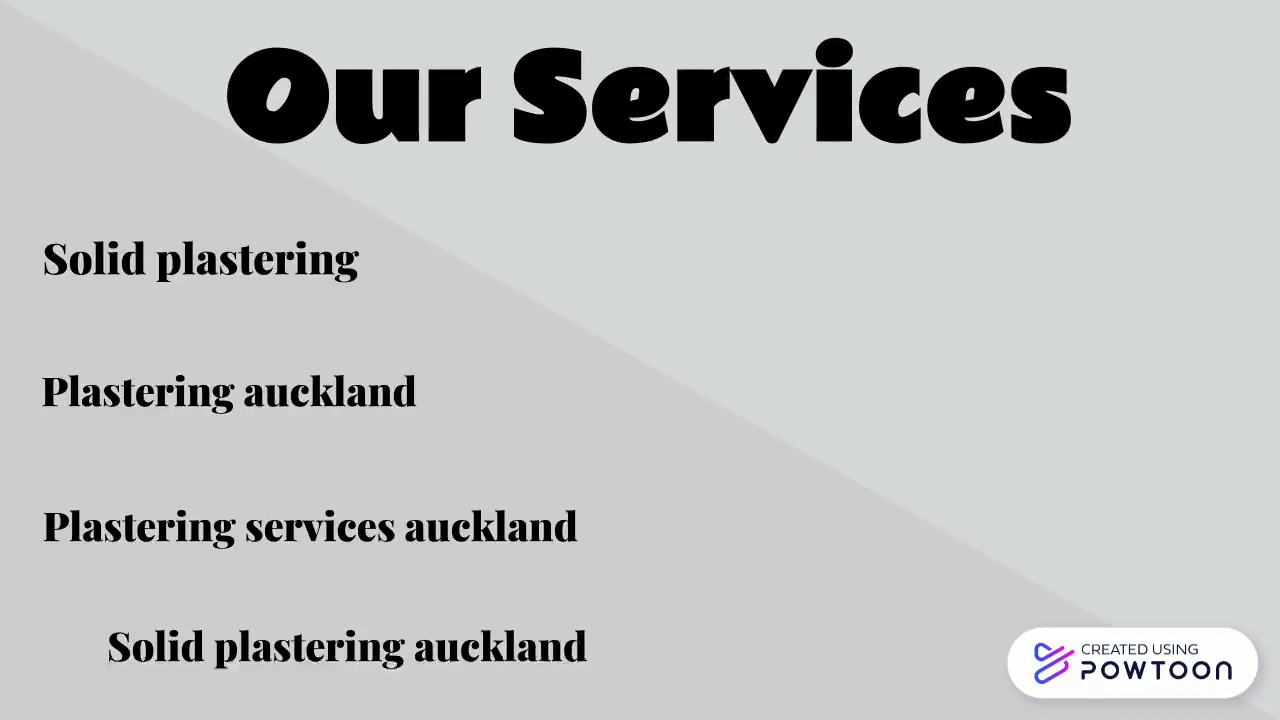 Our Services
Solid plastering
Plastering auckland
Plastering services auckland
Solid plastering auckland
CREATED USING
POWTOON